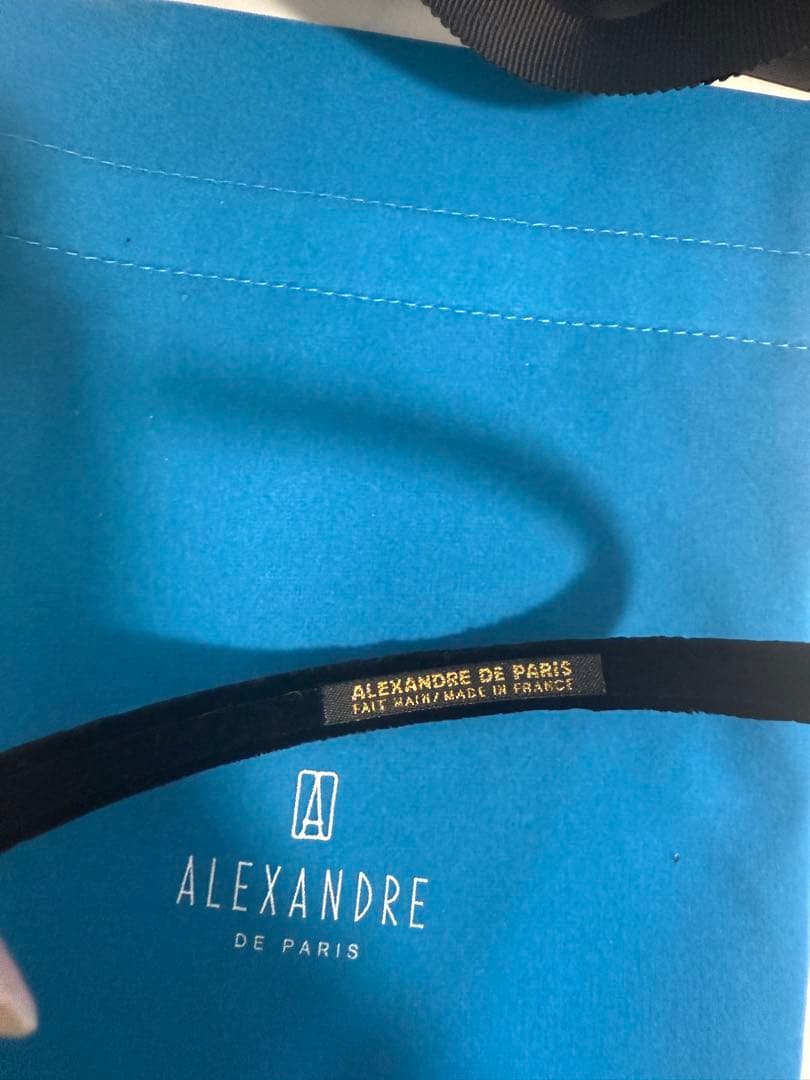 ALEXANDRE DE PARIS
FAIT MAIN/MADE IN FRANCE
A
ALEXANDRE
DE PARIS